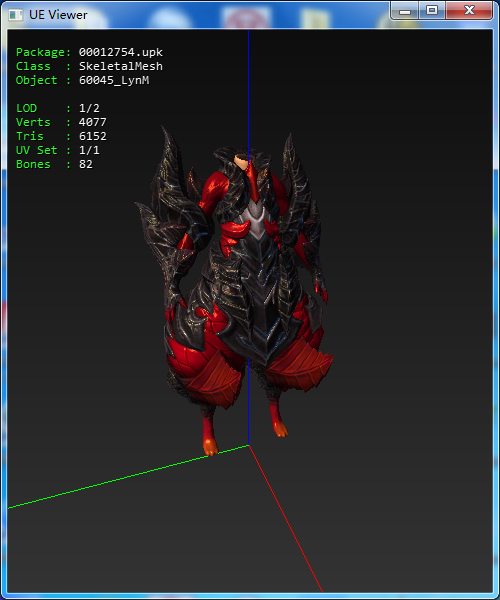 UE Viewer
Package: 00012754.upk
Class : SkeletalMesh
Object : 60045_LynM
LOD : 1/2
Verts : 4077
Tris : 6152
UV Set : 1/1
Bones : 82